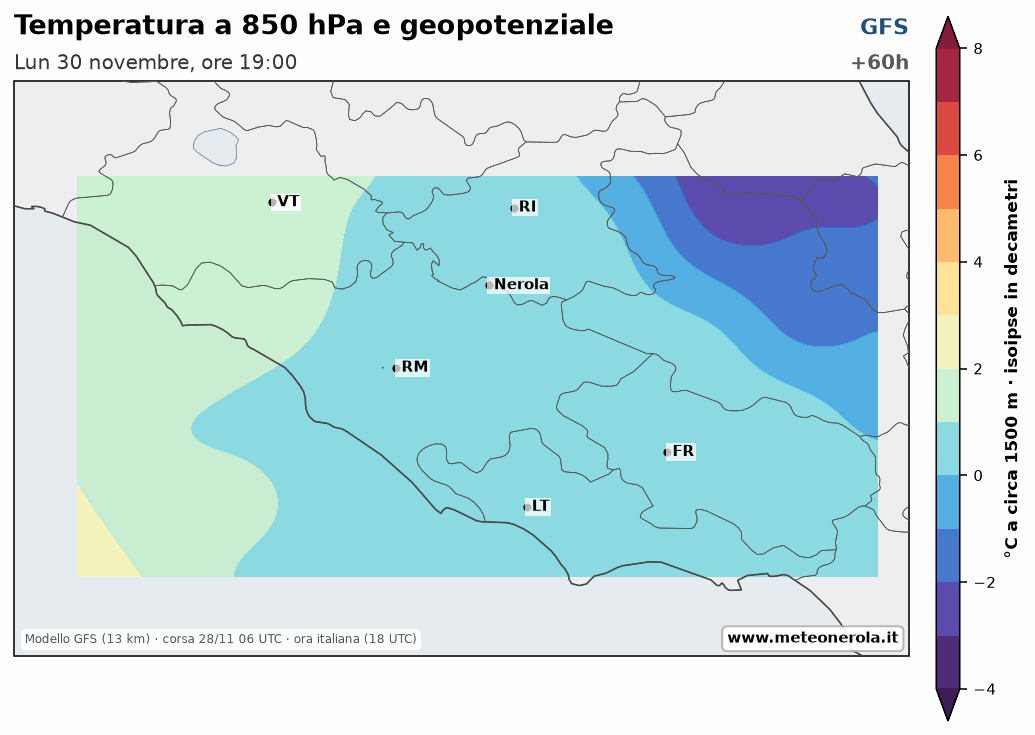 Temperatura a 850 hPa e geopotenziale
GFS
Lun 30 novembre, ore 19:00
+60h
VT
RI
Nerola
RM
FR
LT
Modello GFS (13 km) · corsa 28/11 06 UTC · ora italiana (18 UTC)
www.meteonerola.it
8
6
4
2
0
−2
−4
°C a circa 1500 m · isoipse in decametri